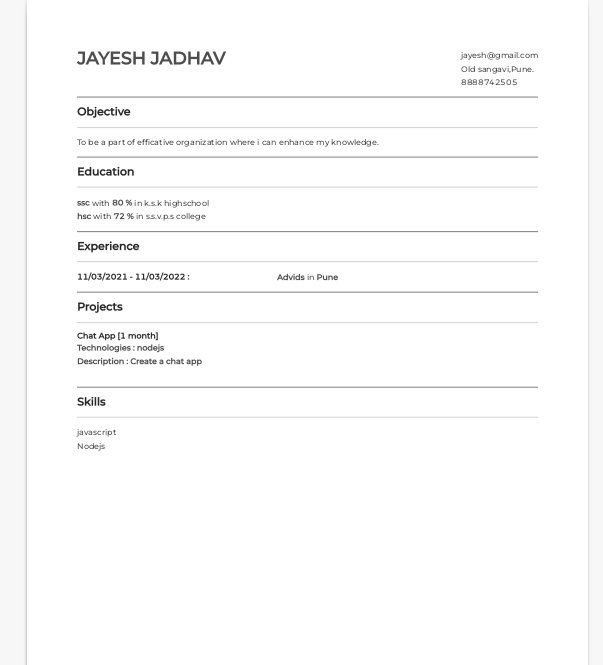 JAYESH JADHAV
jayesh@gmail.com
Old sangavi,Pune.
8888742505
Objective
To be a part of efficative organization where i can enhance my knowledge.
Education
ssc with 80 % in k.s.k highschool
hsc with 72 % in s.s.v.p.s college
Experience
11/03/2021 - 11/03/2022 : Advids in Pune
Projects
Chat App [1 month]
Technologies : nodejs
Description : Create a chat app
Skills
javascript
Nodejs